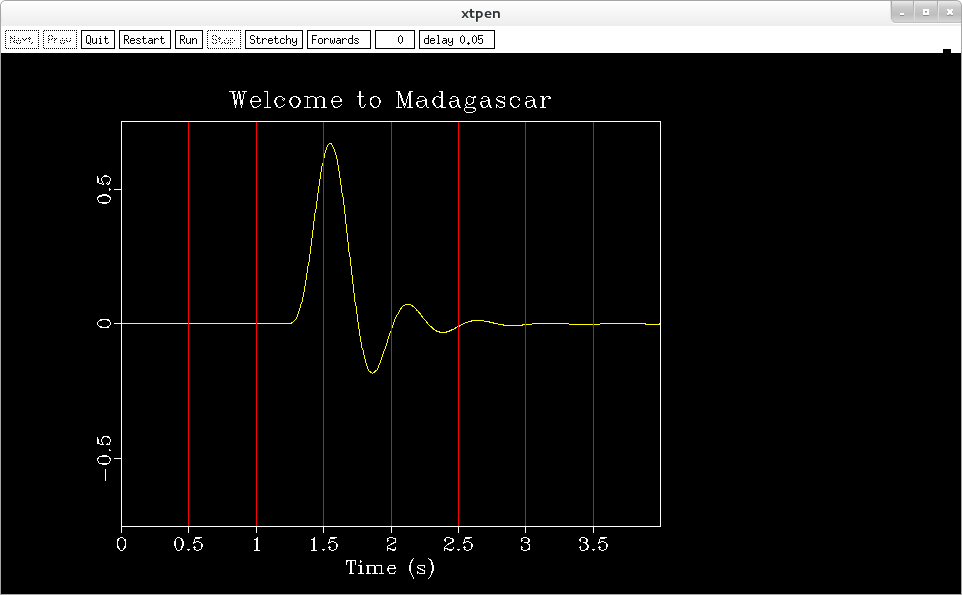 xtpen
Next Prev Quit Restart Run Stop Stretchy Forwards 0 delay 0.05
Welcome to Madagascar
0.5
0
−0.5
0 0.5 1 1.5 2 2.5 3 3.5
Time (s)